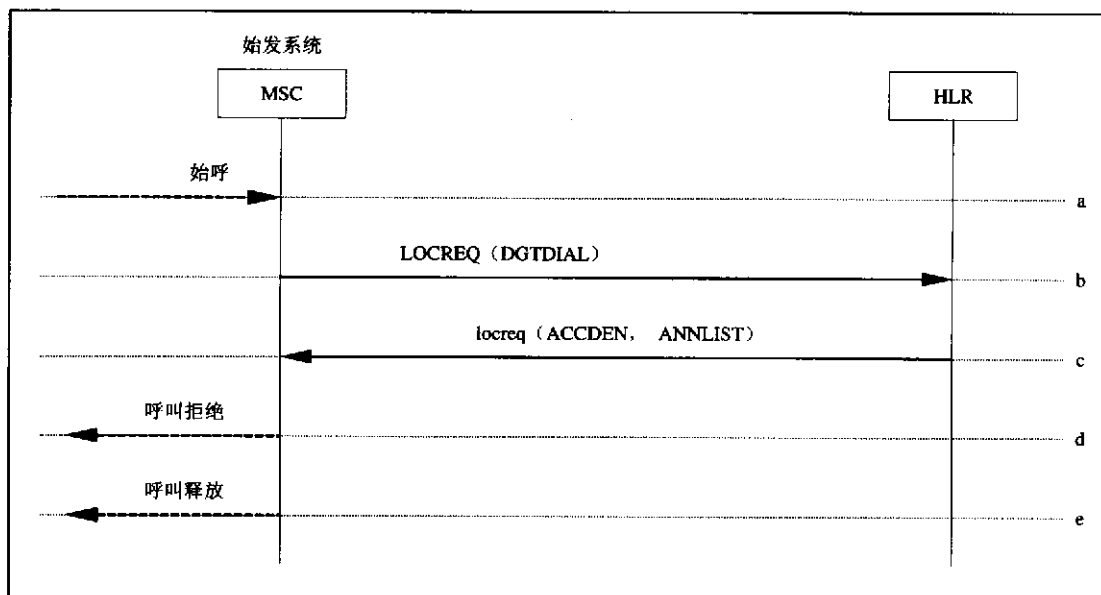 始发系统
MSC
HLR
始呼
a
LOCREQ（DGTDIAL）
b
locreq（ACCDEN， ANNLIST）
c
呼叫拒绝
d
呼叫释放
e